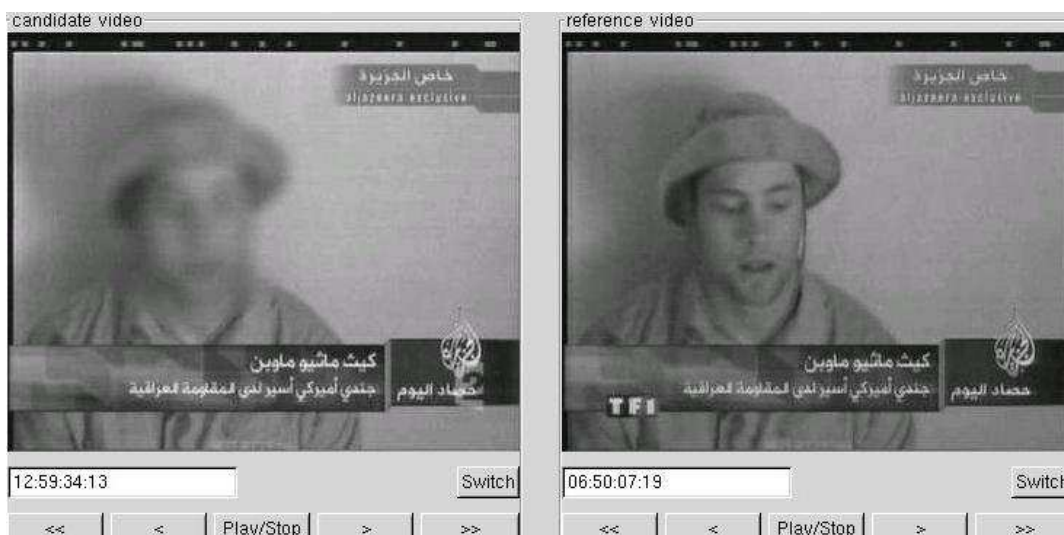 candidate video
خاص الجزيرة
aljazeera exclusive
كيث ماثيو ماوبن
جندي أميركي أسير لدى المقاومة العراقية
حصاد اليوم
12:59:34:13
Switch
<< < Play/Stop > >>
reference video
خاص الجزيرة
aljazeera exclusive
كيث ماثيو ماوبن
جندي أميركي أسير لدى المقاومة العراقية
حصاد اليوم
TF1
06:50:07:19
Switch
<< < Play/Stop > >>